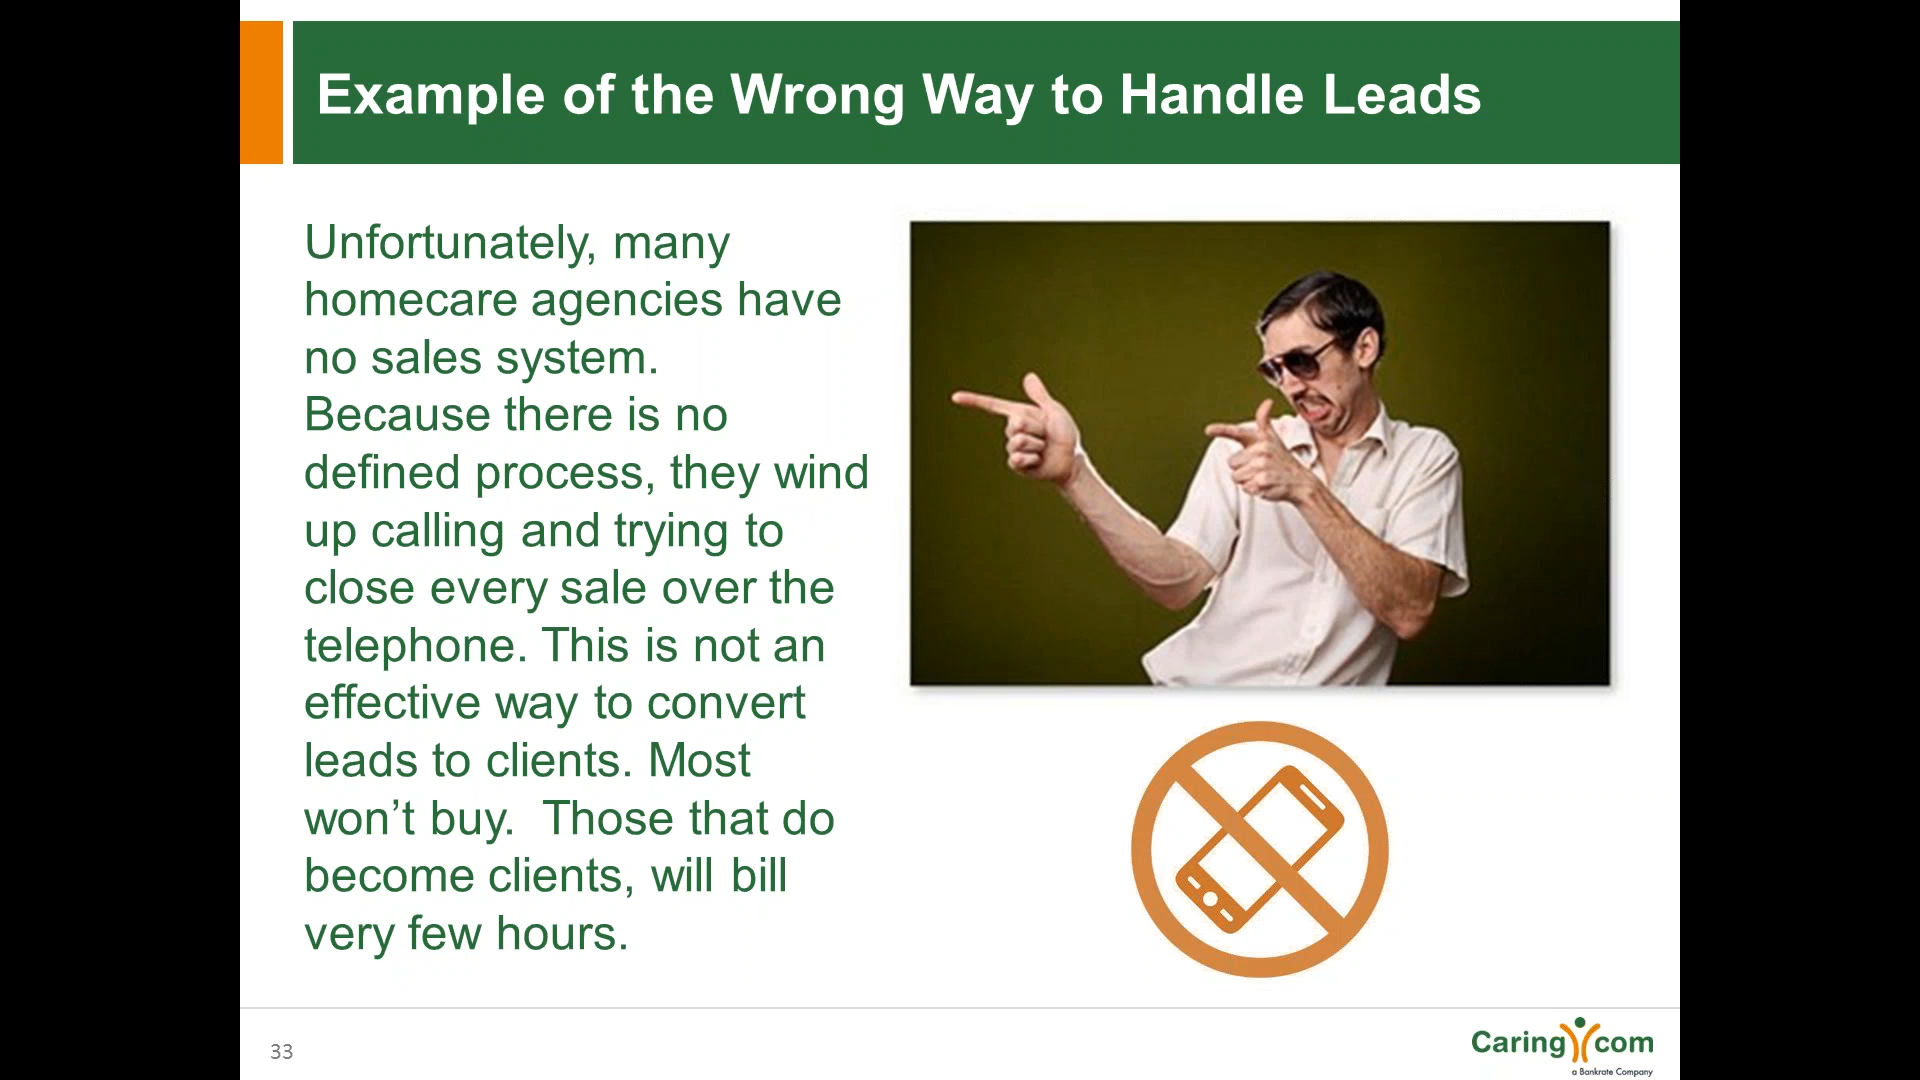 Example of the Wrong Way to Handle Leads
Unfortunately, many
homecare agencies have
no sales system.
Because there is no
defined process, they wind
up calling and trying to
close every sale over the
telephone. This is not an
effective way to convert
leads to clients. Most
won’t buy.  Those that do
become clients, will bill
very few hours.
33
Caring com
a Bankrate Company